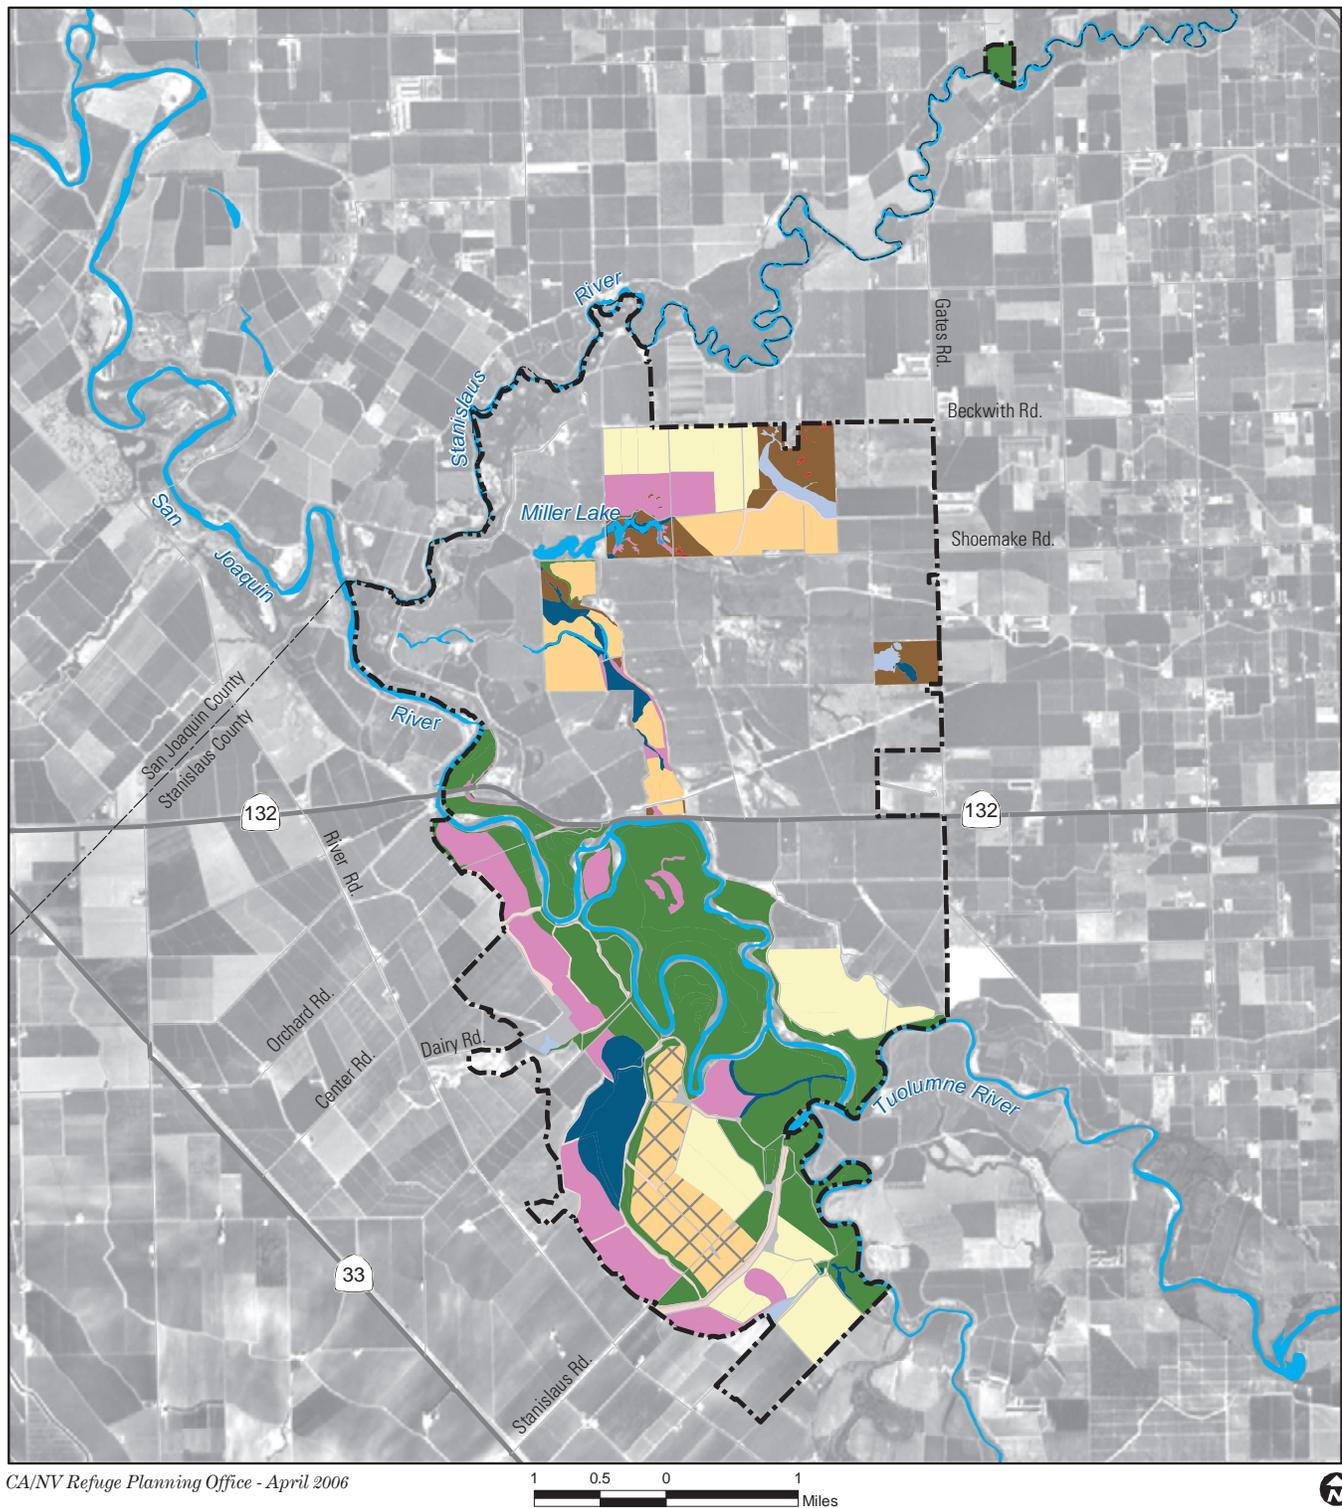 River
Gates Rd.
Stanislaus
Beckwith Rd.
San
Miller Lake
Shoemake Rd.
Joaquin
San Joaquin County
Stanislaus County
River
132
132
River Rd.
Orchard Rd.
Dairy Rd.
Center Rd.
Tuolumne River
33
Stanislaus Rd.
CA/NV Refuge Planning Office - April 2006
1 0.5 0 1
Miles
N